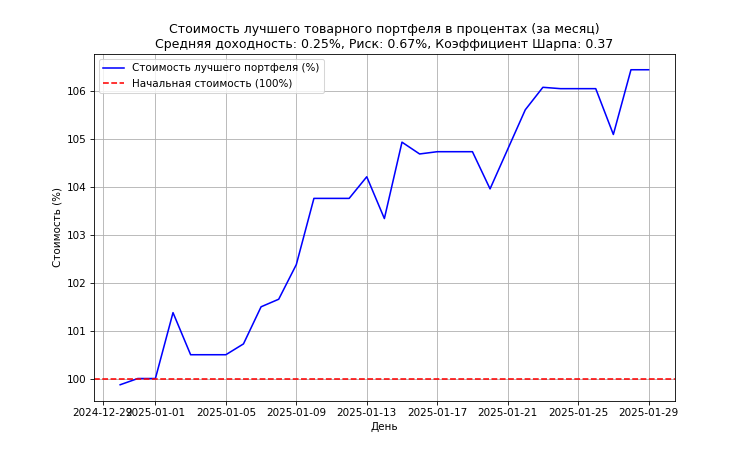 Стоимость лучшего товарного портфеля в процентах (за месяц)
Средняя доходность: 0.25%, Риск: 0.67%, Коэффициент Шарпа: 0.37
Стоимость лучшего портфеля (%)
Начальная стоимость (100%)
Стоимость (%)
106
105
104
103
102
101
100
2024-12-29 2025-01-01 2025-01-05 2025-01-09 2025-01-13 2025-01-17 2025-01-21 2025-01-25 2025-01-29
День